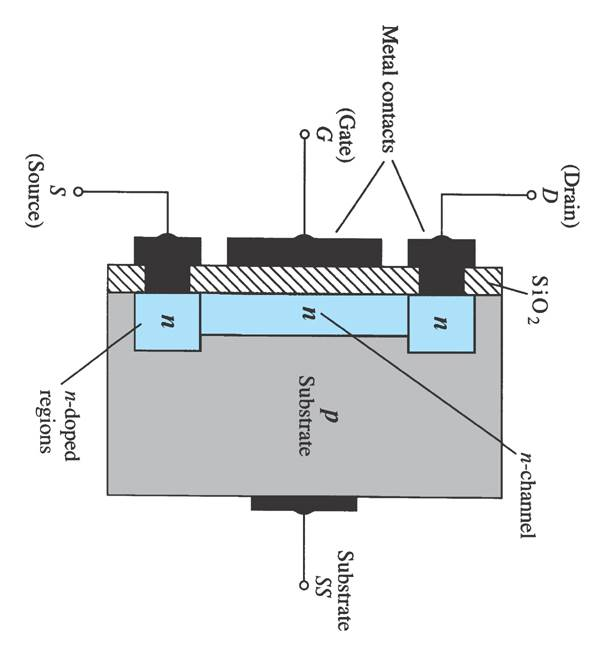 (Drain)
D
SiO2
Metal contacts
(Gate)
G
S
(Source)
n
n
n
n-channel
p
Substrate
n-doped
regions
Substrate
SS